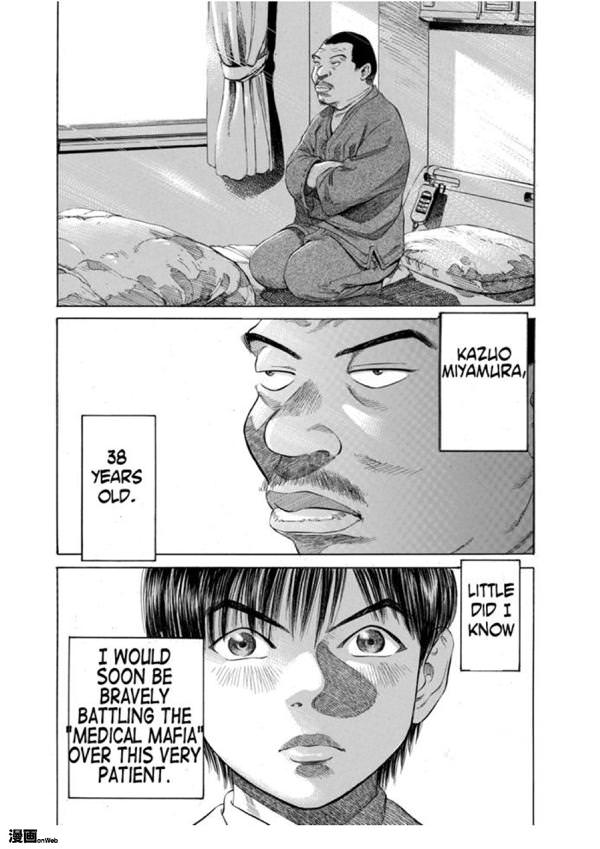 KAZUO
MIYAMURA,
38
YEARS
OLD.
LITTLE
DID I
KNOW
I WOULD
SOON BE
BRAVELY
BATTLING THE
"MEDICAL MAFIA"
OVER THIS VERY
PATIENT.
漫画onWeb